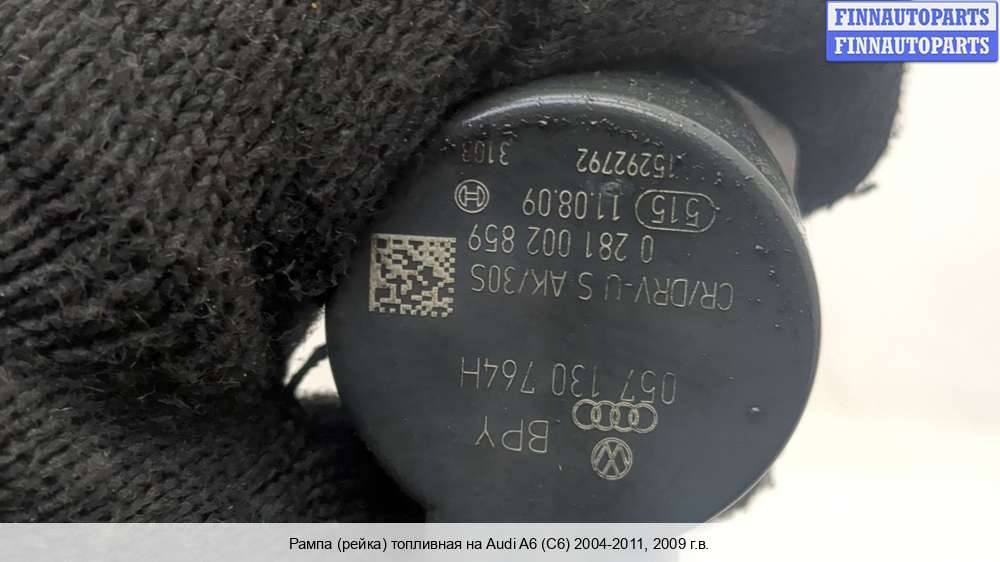 FINNAUTOPARTS
FINNAUTOPARTS
BPY
057 130 764H
CR/DRV-U S AK/30S
0 281 002 859
515 11.08.09
15292792 3103
Рампа (рейка) топливная на Audi A6 (C6) 2004-2011, 2009 г.в.